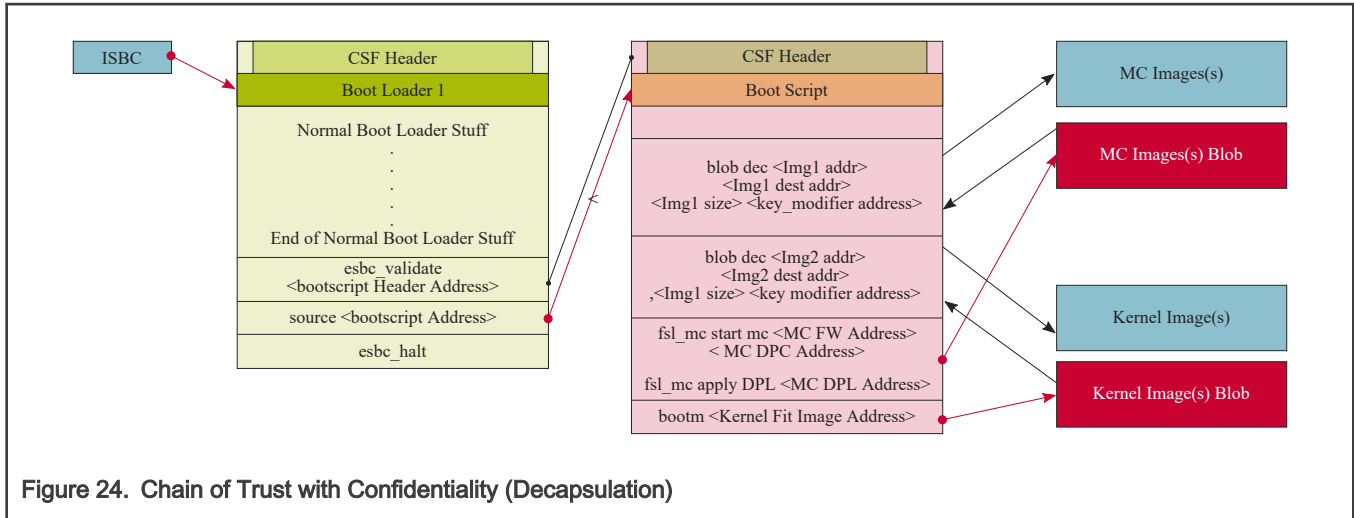 ISBC
CSF Header
Boot Loader 1
Normal Boot Loader Stuff
.
.
.
.
.
End of Normal Boot Loader Stuff
esbc_validate
<bootscript Header Address>
source <bootscript Address>
esbc_halt
CSF Header
Boot Script
blob dec <Img1 addr>
<Img1 dest addr>
<Img1 size> <key_modifier address>
blob dec <Img2 addr>
<Img2 dest addr>
,<Img1 size> <key modifier address>
fsl_mc start mc <MC FW Address>
< MC DPC Address>
fsl_mc apply DPL <MC DPL Address>
bootm <Kernel Fit Image Address>
MC Images(s)
MC Images(s) Blob
Kernel Image(s)
Kernel Image(s) Blob
Figure 24. Chain of Trust with Confidentiality (Decapsulation)